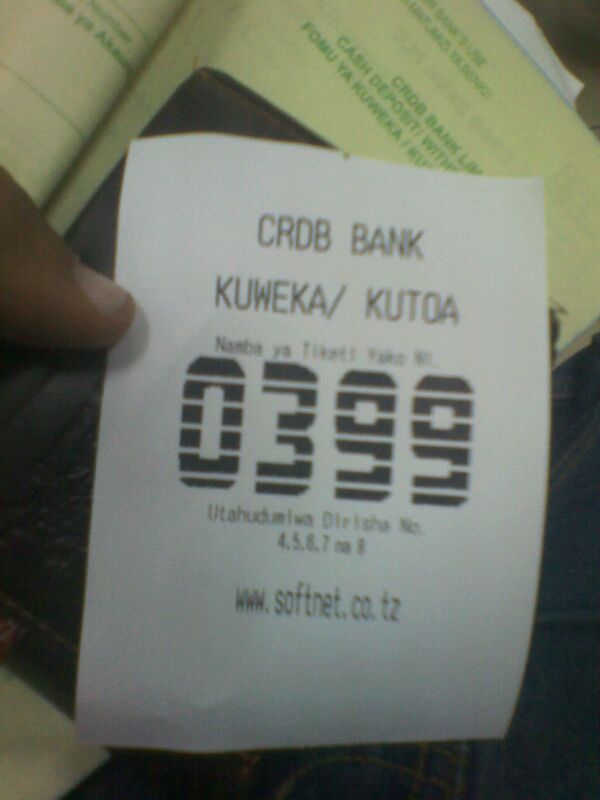 CRDB BANK
KUWEKA/ KUTOA
Namba ya Tiketi Yako Ni.
0399
Utahudumiwa Dirisha No.
4,5,6,7 na 8
www.softnet.co.tz
CRDB BANK
CASH DEPOSIT/
FOMU YA KUWEKA /